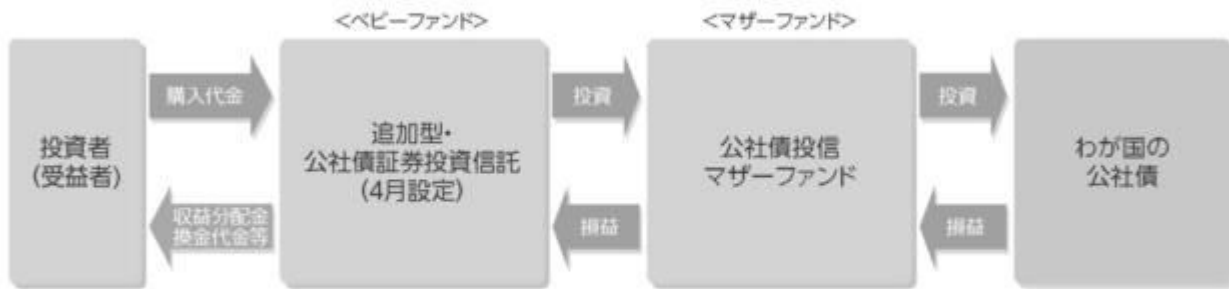 <ベビーファンド>
<マザーファンド>
投資者
(受益者)
購入代金
収益分配金
換金代金等
追加型・
公社債証券投資信託
(4月設定)
投資
損益
公社債投信
マザーファンド
投資
損益
わが国の
公社債